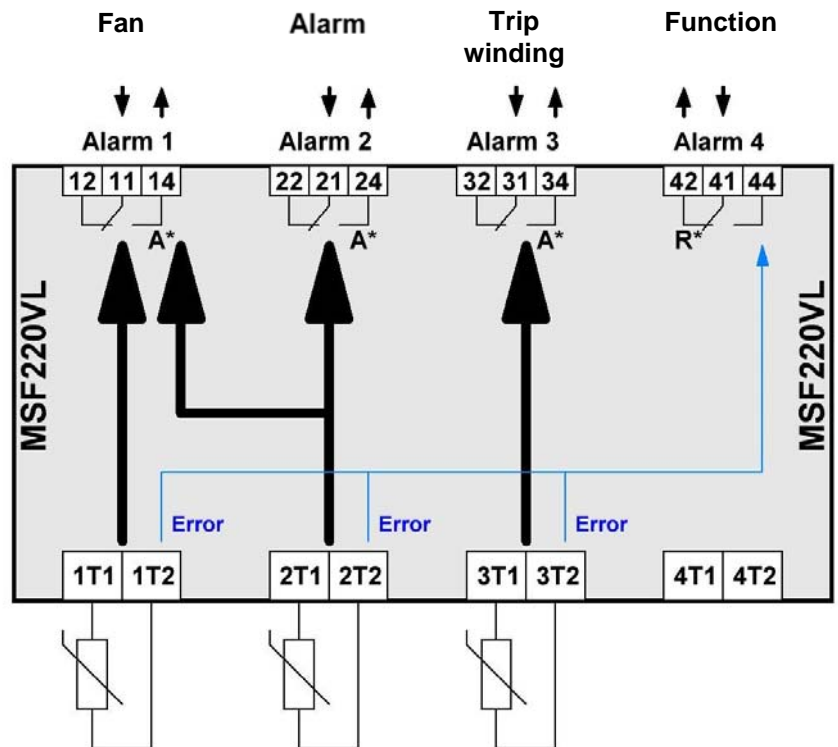 Fan Alarm Trip winding Function
Alarm 1 Alarm 2 Alarm 3 Alarm 4
12 11 14 22 21 24 32 31 34 42 41 44
A* A* A* R*
MSF220VL MSF220VL
Error Error Error
1T1 1T2 2T1 2T2 3T1 3T2 4T1 4T2